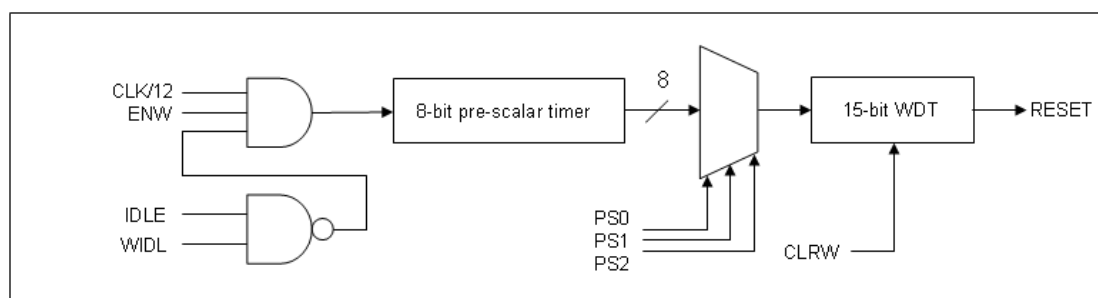 CLK/12
ENW
8-bit pre-scalar timer
8
15-bit WDT
RESET
IDLE
WIDL
PS0
PS1
PS2
CLRW